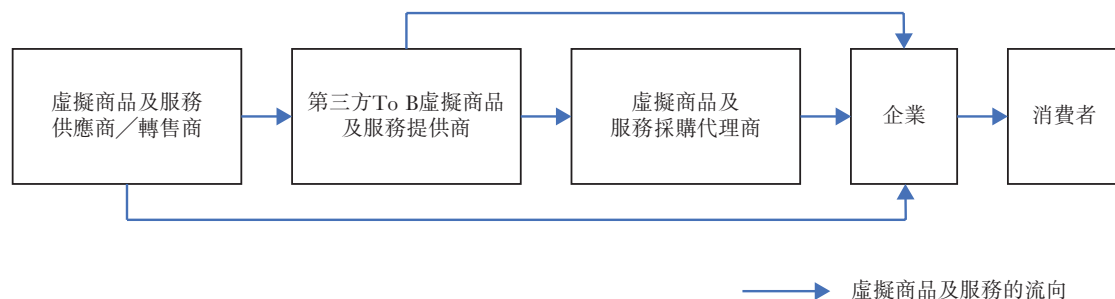 虛擬商品及服務
供應商╱轉售商
第三方To B虛擬商品
及服務提供商
虛擬商品及
服務採購代理商
企業
消費者
虛擬商品及服務的流向